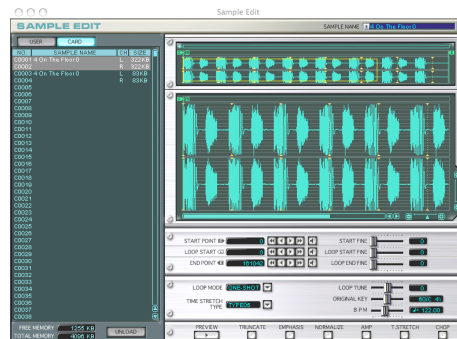 Sample Edit
SAMPLE EDIT
SAMPLE NAME 4 On The Floor0
USER CARD
NO. SAMPLE NAME CH SIZE
C0001 4 On The Floor0 L 322KB
C0002 R 322KB
C0003 4 On The Floor0 L 83KB
C0004 R 83KB
C0005
C0006
C0007
C0008
C0009
C0010
C0011
C0012
C0013
C0014
C0015
C0016
C0017
C0018
C0019
C0020
C0021
C0022
C0023
C0024
C0025
C0026
C0027
C0028
C0029
C0030
C0031
C0032
C0033
C0034
C0035
C0036
C0037
C0038
FREE MEMORY 1255 KB
TOTAL MEMORY 4096 KB
UNLOAD
START POINT 0 START FINE 0
LOOP START 0 LOOP START FINE 0
END POINT 161042 LOOP END FINE 0
LOOP MODE ONE-SHOT LOOP TUNE 0
TIME STRETCH TYPE TYPE06 ORIGINAL KEY 60(C 4)
BPM 122.00
PREVIEW TRUNCATE EMPHASIS NORMALIZE AMP T.STRETCH CHOP